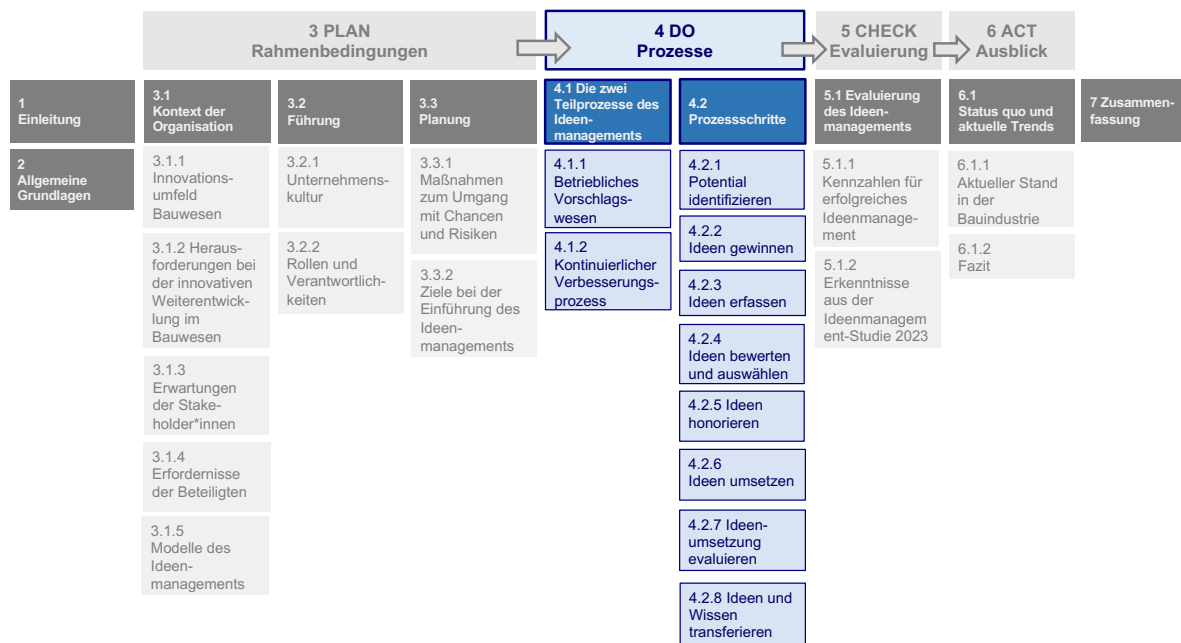 3 PLAN
Rahmenbedingungen
4 DO
Prozesse
5 CHECK
Evaluierung
6 ACT
Ausblick
1
Einleitung
2
Allgemeine
Grundlagen
3.1
Kontext der
Organisation
3.1.1
Innovations-
umfeld
Bauwesen
3.1.2 Heraus-
forderungen bei
der innovativen
Weiterentwick-
lung im
Bauwesen
3.1.3
Erwartungen
der Stake-
holder*innen
3.1.4
Erfordernisse
der Beteiligten
3.1.5
Modelle des
Ideen-
managements
3.2
Führung
3.2.1
Unternehmens-
kultur
3.2.2
Rollen und
Verantwortlich-
keiten
3.3
Planung
3.3.1
Maßnahmen
zum Umgang
mit Chancen
und Risiken
3.3.2
Ziele bei der
Einführung des
Ideen-
managements
4.1 Die zwei
Teilprozesse des
Ideen-
managements
4.1.1
Betriebliches
Vorschlags-
wesen
4.1.2
Kontinuierlicher
Verbesserungs-
prozess
4.2
Prozessschritte
4.2.1
Potential
identifizieren
4.2.2
Ideen gewinnen
4.2.3
Ideen erfassen
4.2.4
Ideen bewerten
und auswählen
4.2.5 Ideen
honorieren
4.2.6
Ideen umsetzen
4.2.7 Ideen-
umsetzung
evaluieren
4.2.8 Ideen und
Wissen
transferieren
5.1 Evaluierung
des Ideen-
managements
5.1.1
Kennzahlen für
erfolgreiches
Ideenmanage-
ment
5.1.2
Erkenntnisse
aus der
Ideenmanagem
ent-Studie 2023
6.1
Status quo und
aktuelle Trends
6.1.1
Aktueller Stand
in der
Bauindustrie
6.1.2
Fazit
7 Zusammen-
fassung